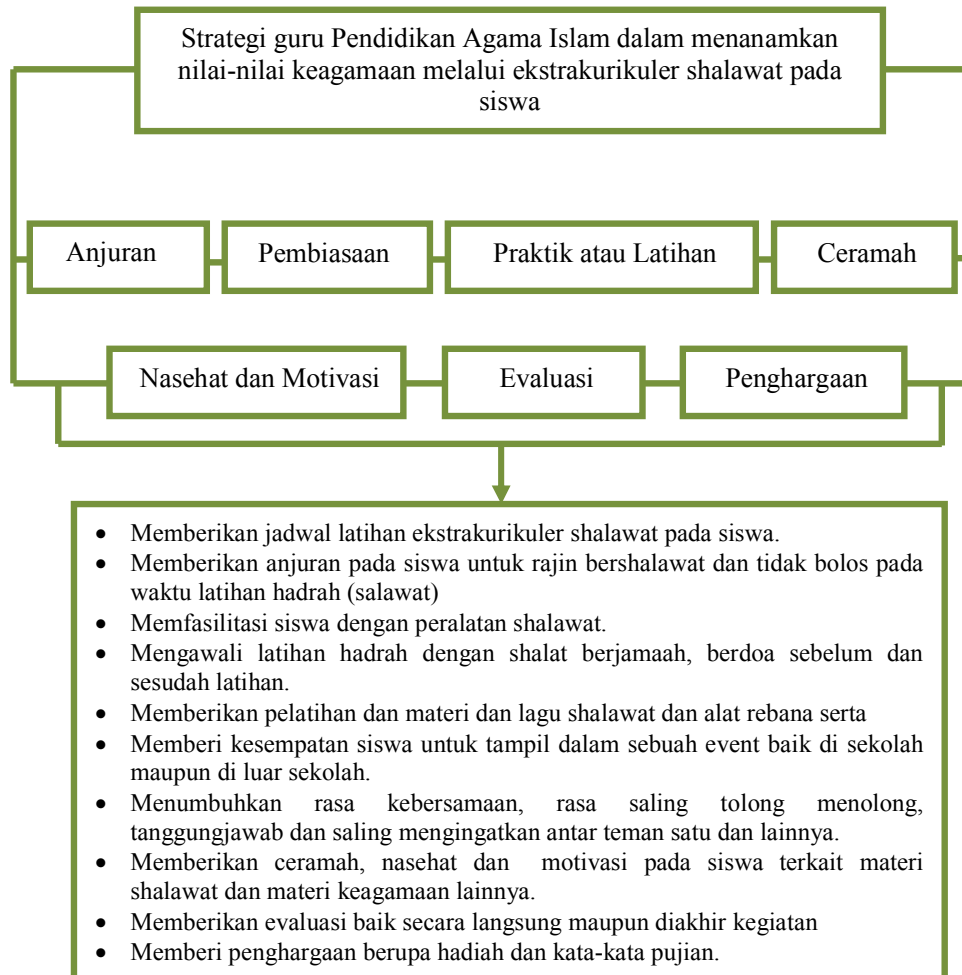 Strategi guru Pendidikan Agama Islam dalam menanamkan
nilai-nilai keagamaan melalui ekstrakurikuler shalawat pada
siswa
Anjuran
Pembiasaan
Praktik atau Latihan
Ceramah
Nasehat dan Motivasi
Evaluasi
Penghargaan
• Memberikan jadwal latihan ekstrakurikuler shalawat pada siswa.
• Memberikan anjuran pada siswa untuk rajin bershalawat dan tidak bolos pada
waktu latihan hadrah (salawat)
• Memfasilitasi siswa dengan peralatan shalawat.
• Mengawali latihan hadrah dengan shalat berjamaah, berdoa sebelum dan
sesudah latihan.
• Memberikan pelatihan dan materi dan lagu shalawat dan alat rebana serta
• Memberi kesempatan siswa untuk tampil dalam sebuah event baik di sekolah
maupun di luar sekolah.
• Menumbuhkan rasa kebersamaan, rasa saling tolong menolong,
tanggungjawab dan saling mengingatkan antar teman satu dan lainnya.
• Memberikan ceramah, nasehat dan motivasi pada siswa terkait materi
shalawat dan materi keagamaan lainnya.
• Memberikan evaluasi baik secara langsung maupun diakhir kegiatan
• Memberi penghargaan berupa hadiah dan kata-kata pujian.